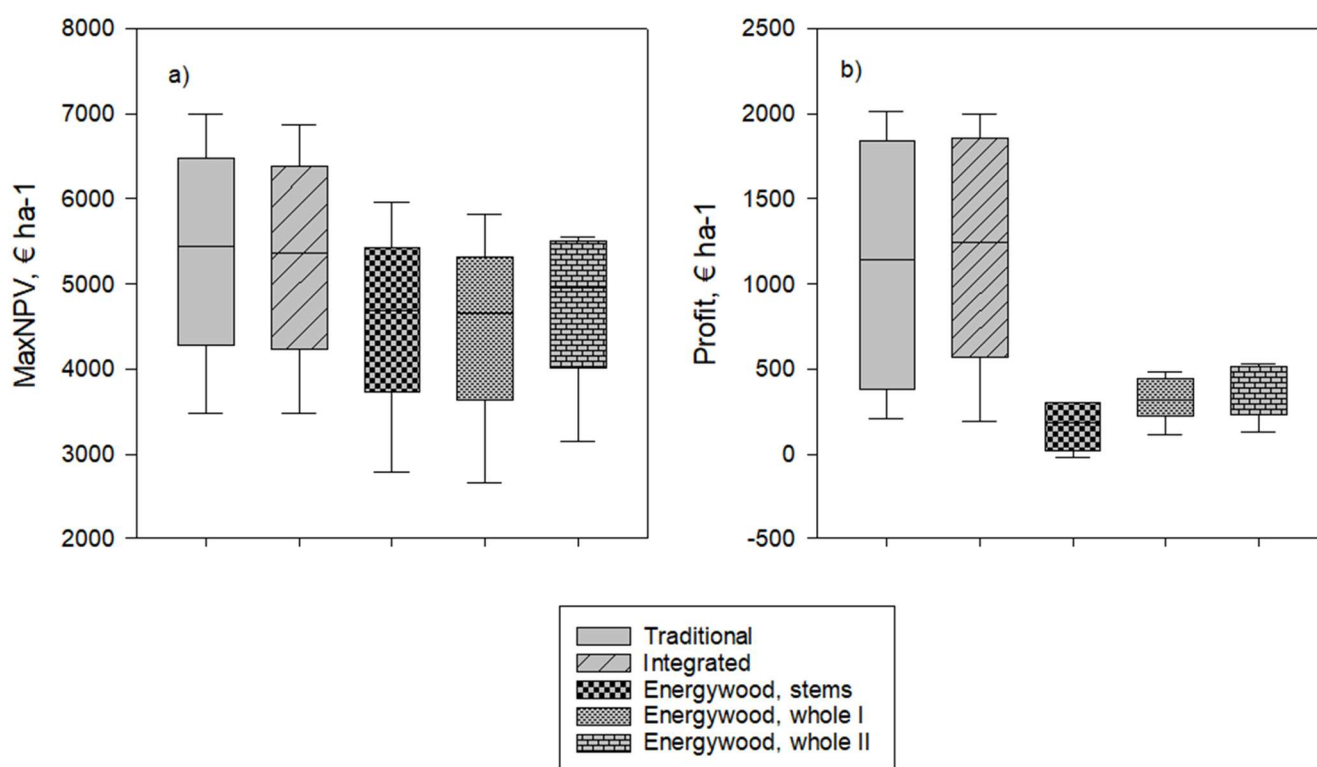 a)
MaxNPV, € ha-1
8000
7000
6000
5000
4000
3000
2000
b)
Profit, € ha-1
2500
2000
1500
1000
500
0
-500
Traditional
Integrated
Energywood, stems
Energywood, whole I
Energywood, whole II